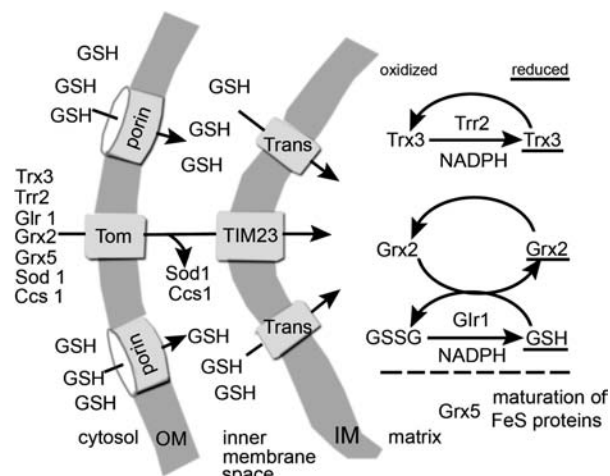 GSH
GSH
GSH
porin
GSH
GSH
GSH
Trans
Trx3
Trr2
Glr 1
Grx2
Grx5
Sod 1
Ccs 1
Tom
Sod1
Ccs1
TIM23
porin
GSH
GSH
GSH
GSH
Trans
GSH
GSH
GSH
cytosol
OM
inner
membrane
space
IM
matrix
oxidized
reduced
Trx3
Trr2
NADPH
Trx3
Grx2
Grx2
GSSG
Glr1
NADPH
GSH
Grx5
maturation of
FeS proteins